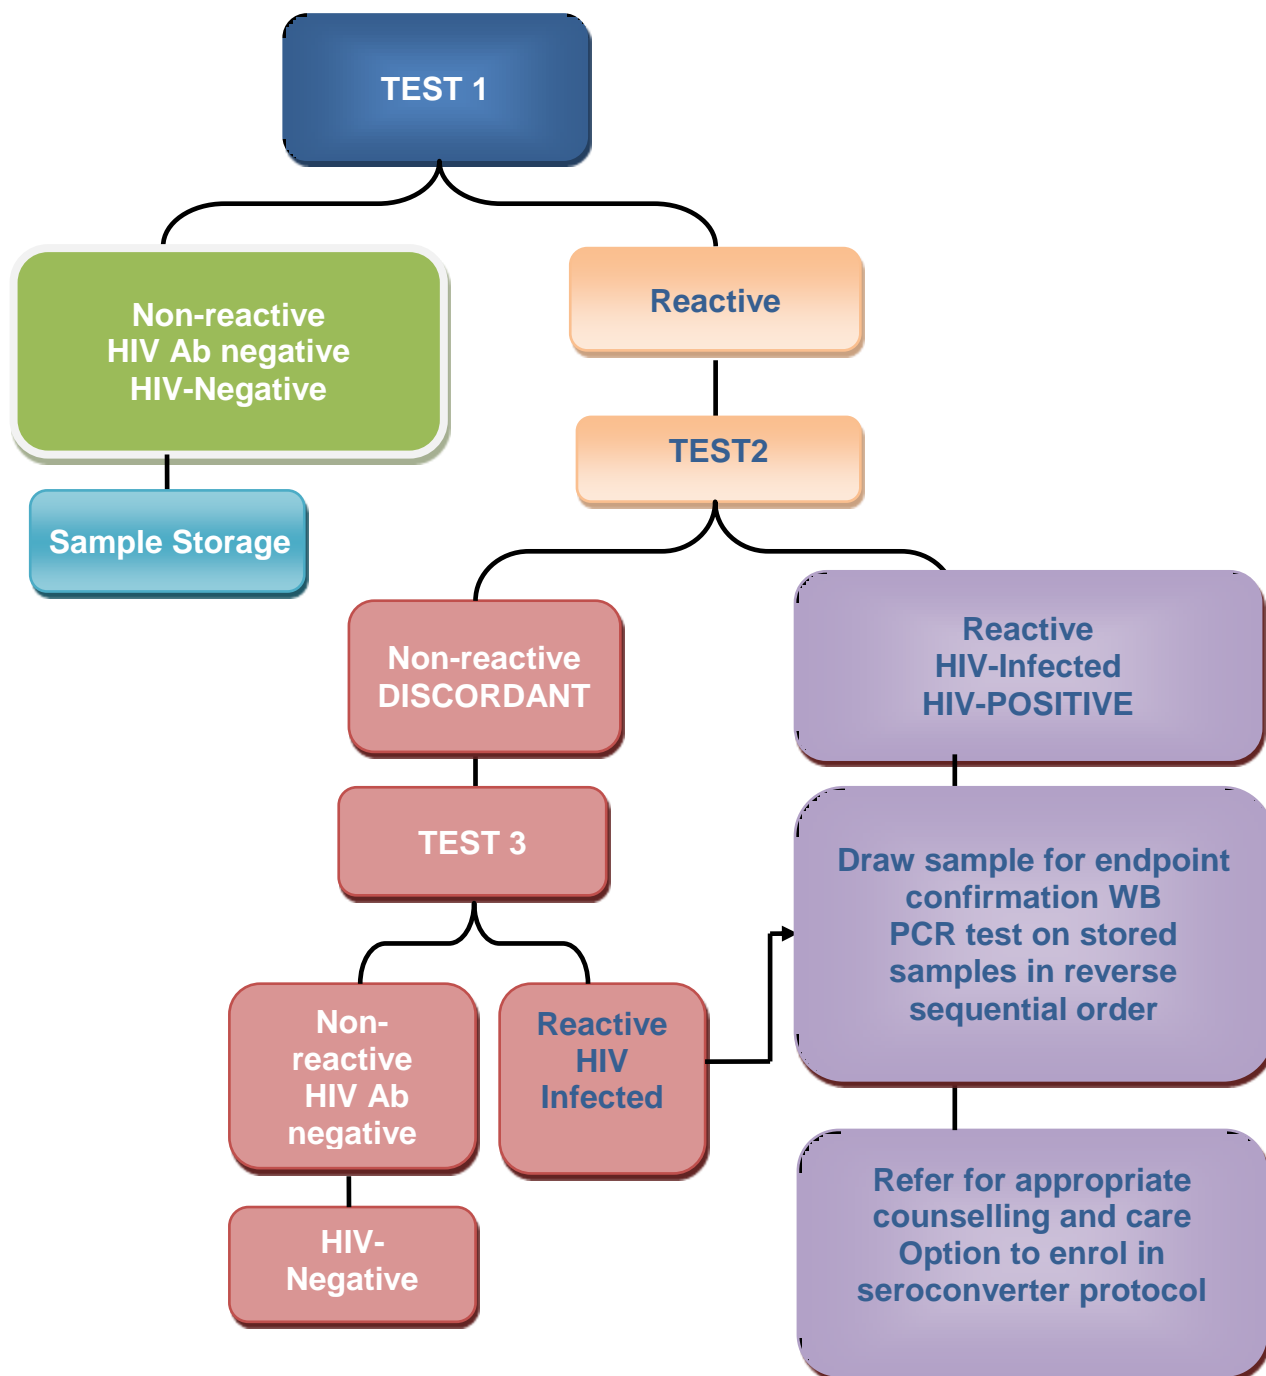 TEST 1
Non-reactive
HIV Ab negative
HIV-Negative
Reactive
TEST2
Sample Storage
Non-reactive
DISCORDANT
Reactive
HIV-Infected
HIV-POSITIVE
TEST 3
Draw sample for endpoint
confirmation WB
PCR test on stored
samples in reverse
sequential order
Non-
reactive
HIV Ab
negative
Reactive
HIV
Infected
HIV-
Negative
Refer for appropriate
counselling and care
Option to enrol in
seroconverter protocol